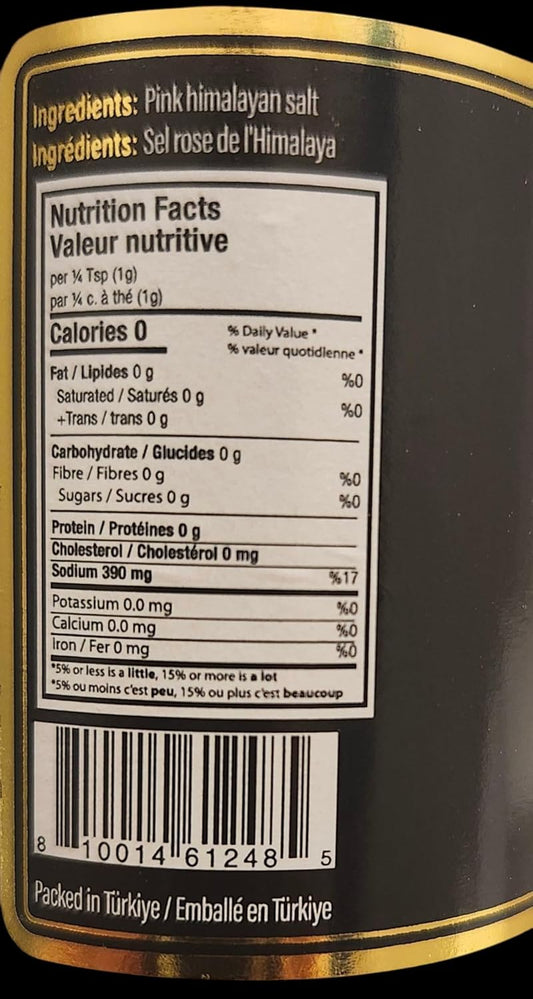 Ingredients: Pink himalayan salt
Ingrédients: Sel rose de l'Himalaya
Nutrition Facts
Valeur nutritive
per ¼ Tsp (1g)
par ¼ c. à thé (1g)
Calories 0
% Daily Value *
% valeur quotidienne *
Fat / Lipides 0 g %0
Saturated / Saturés 0 g
+Trans / trans 0 g %0
Carbohydrate / Glucides 0 g
Fibre / Fibres 0 g %0
Sugars / Sucres 0 g %0
Protein / Protéines 0 g
Cholesterol / Cholestérol 0 mg
Sodium 390 mg %17
Potassium 0.0 mg %0
Calcium 0.0 mg %0
Iron / Fer 0 mg %0
*5% or less is a little, 15% or more is a lot
*5% ou moins c'est peu, 15% ou plus c'est beaucoup
8 10014 61248 5
Packed in Türkiye / Emballé en Türkiye